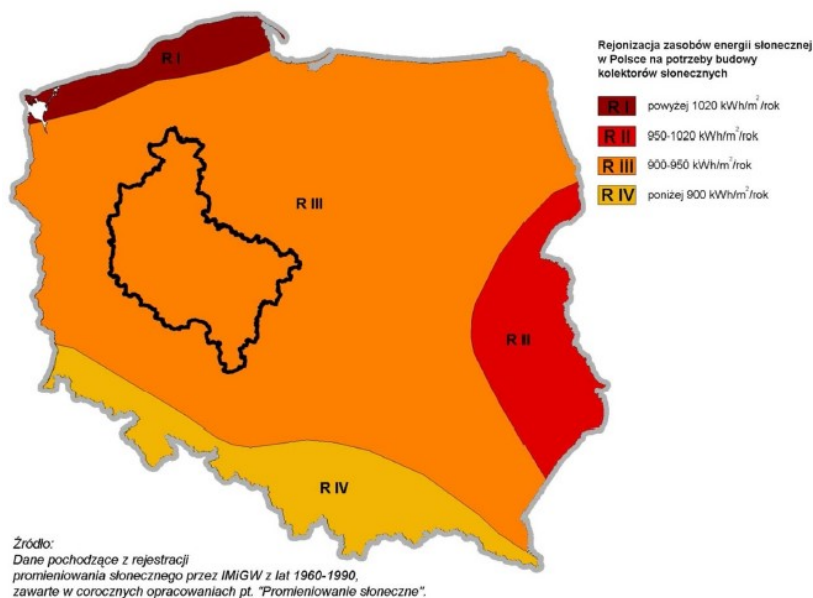 Rejonizacja zasobów energii słonecznej
w Polsce na potrzeby budowy
kolektorów słonecznych
R I powyżej 1020 kWh/m²/rok
R II 950-1020 kWh/m²/rok
R III 900-950 kWh/m²/rok
R IV poniżej 900 kWh/m²/rok
R I
R III
R II
R IV
Źródło:
Dane pochodzące z rejestracji
promieniowania słonecznego przez IMiGW z lat 1960-1990,
zawarte w corocznych opracowaniach pt. "Promieniowanie słoneczne".